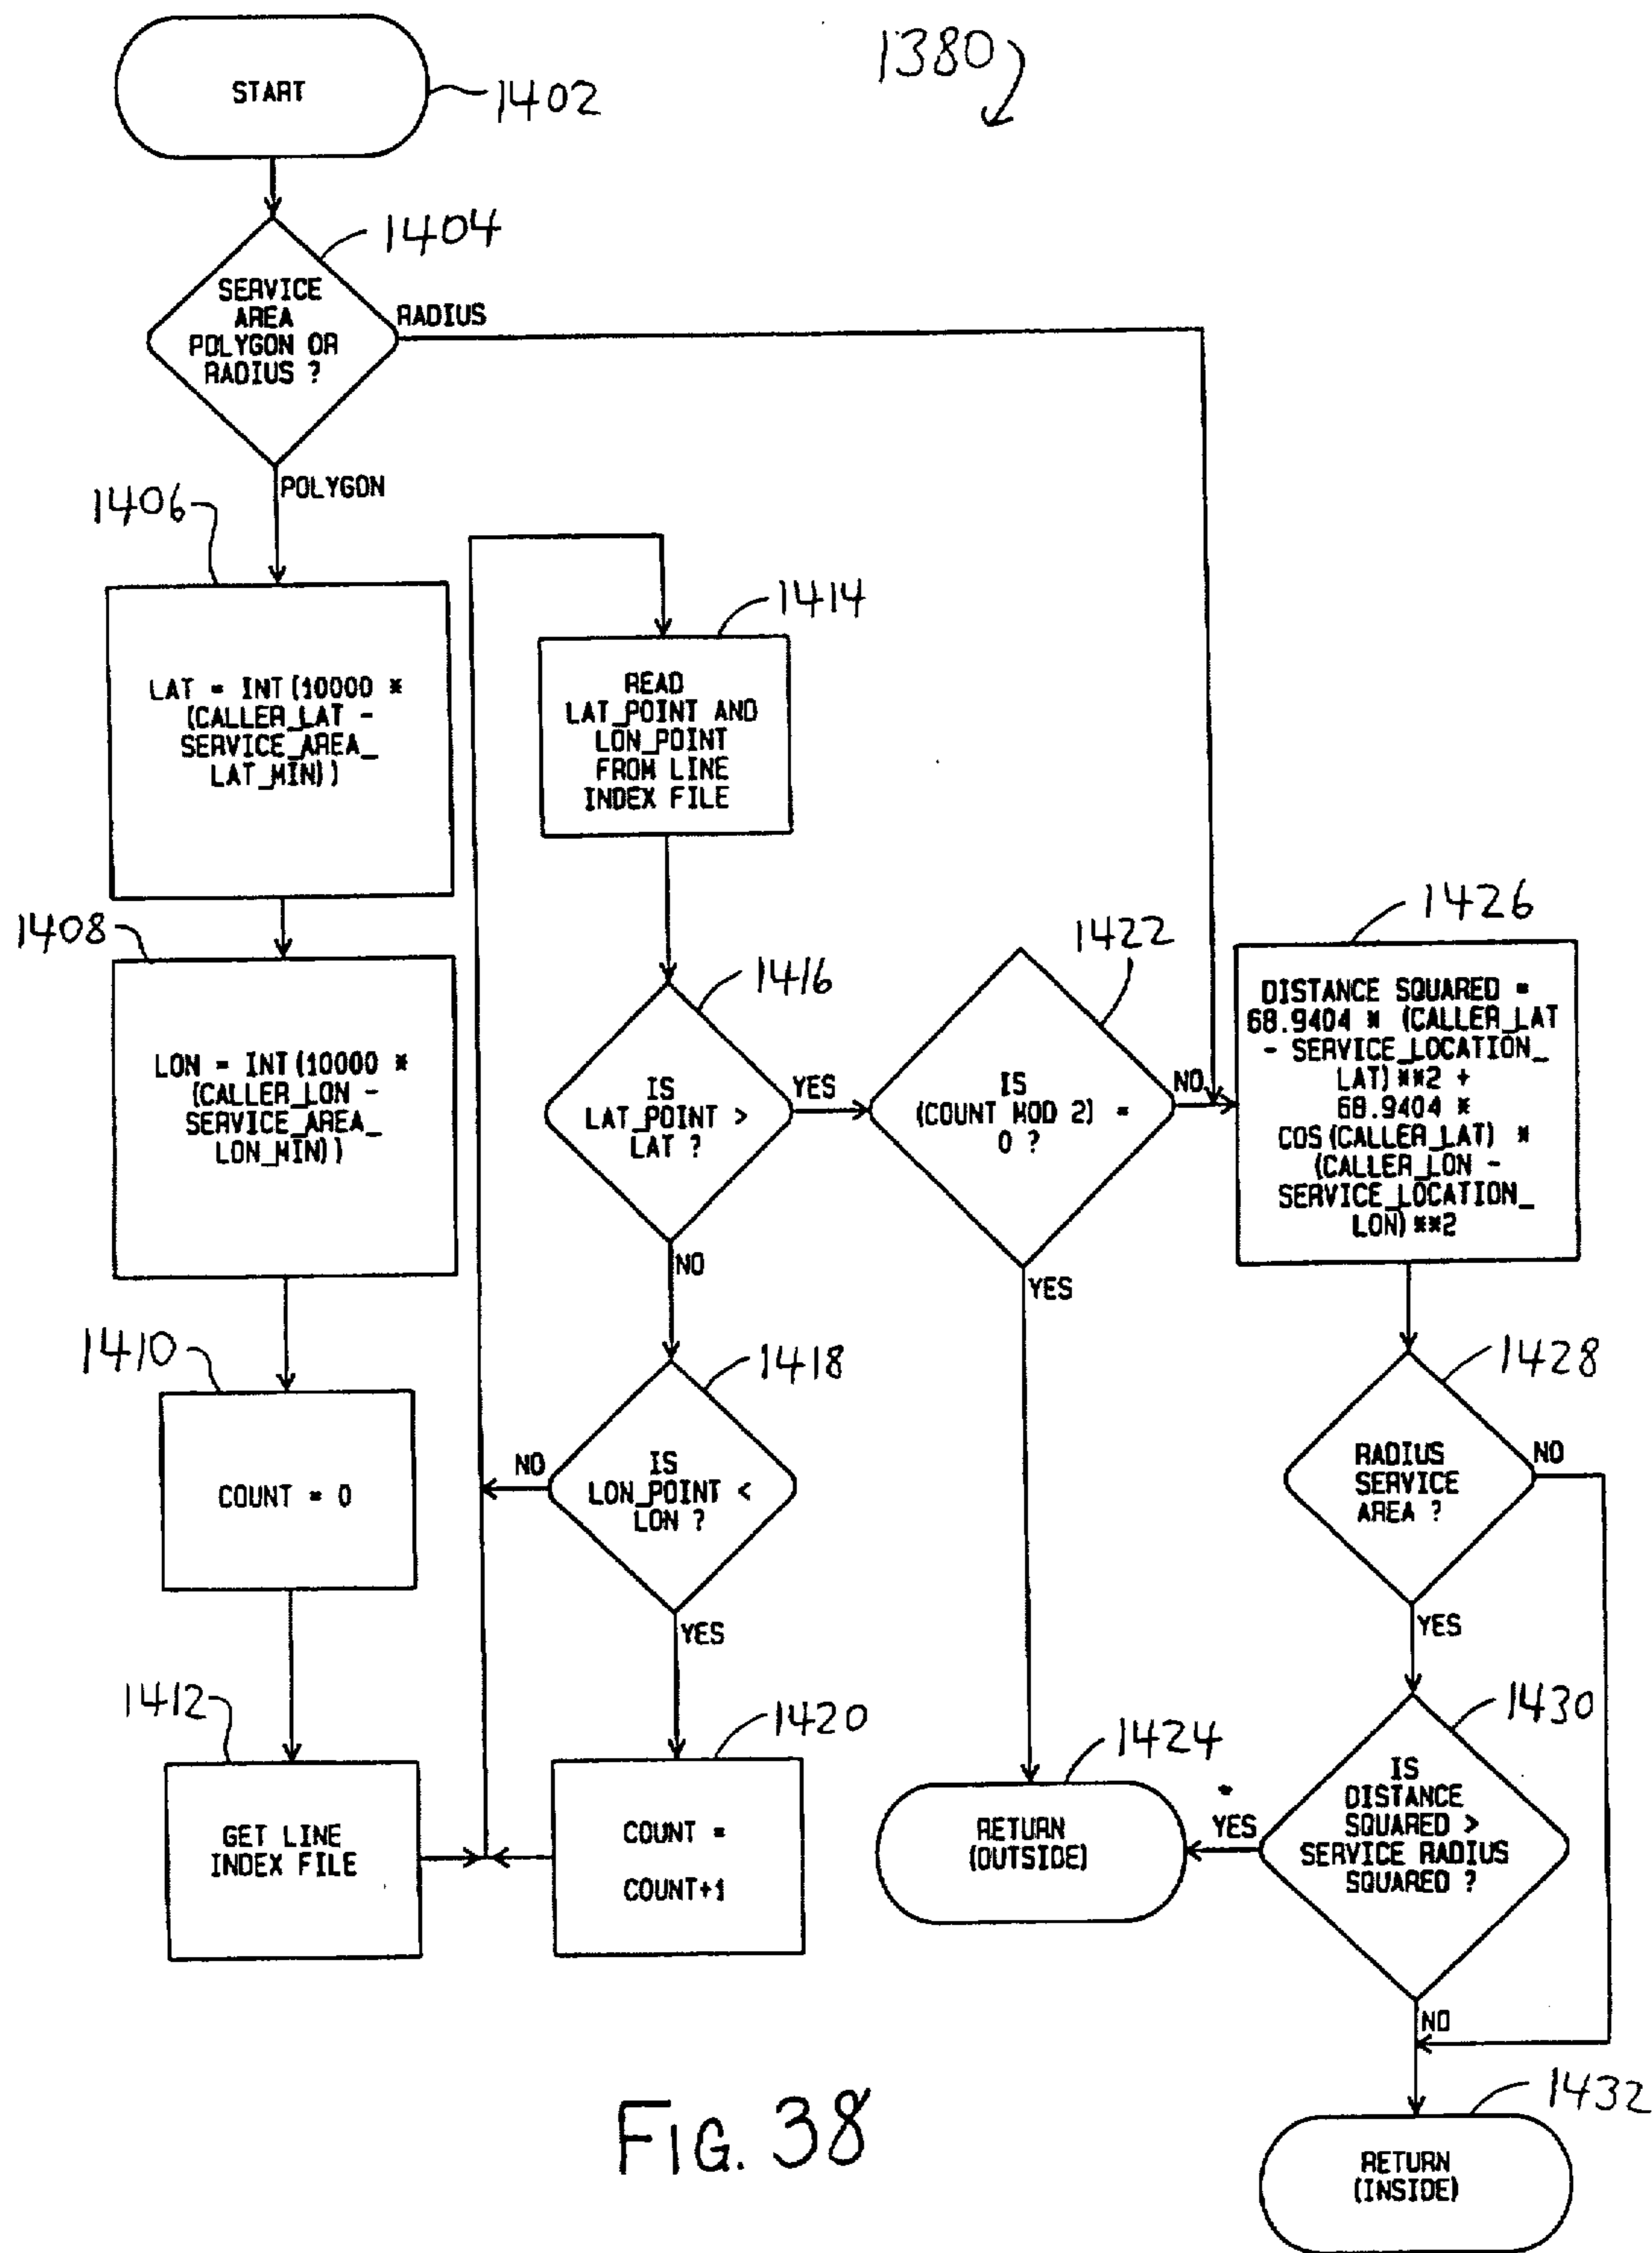 1380
START
1402
1404
SERVICE
AREA
POLYGON OR
RADIUS ?
RADIUS
POLYGON
1406
LAT = INT(10000 *
(CALLER_LAT -
SERVICE_AREA_
LAT_MIN))
1408
LON = INT(10000 *
(CALLER_LON -
SERVICE_AREA_
LON_MIN))
1410
COUNT = 0
1412
GET LINE
INDEX FILE
1414
READ
LAT_POINT AND
LON_POINT
FROM LINE
INDEX FILE
1416
IS
LAT_POINT >
LAT ?
YES
NO
1418
IS
LON_POINT <
LON ?
NO
YES
1420
COUNT =
COUNT+1
1422
IS
(COUNT MOD 2) =
0 ?
NO
YES
1424
RETURN
(OUTSIDE)
1426
DISTANCE SQUARED =
68.9404 * (CALLER_LAT
- SERVICE_LOCATION_
LAT)**2 +
68.9404 *
COS(CALLER_LAT) *
(CALLER_LON -
SERVICE_LOCATION_
LON)**2
1428
RADIUS
SERVICE
AREA ?
NO
YES
1430
IS
DISTANCE
SQUARED >
SERVICE RADIUS
SQUARED ?
YES
NO
1432
RETURN
(INSIDE)
FIG. 38